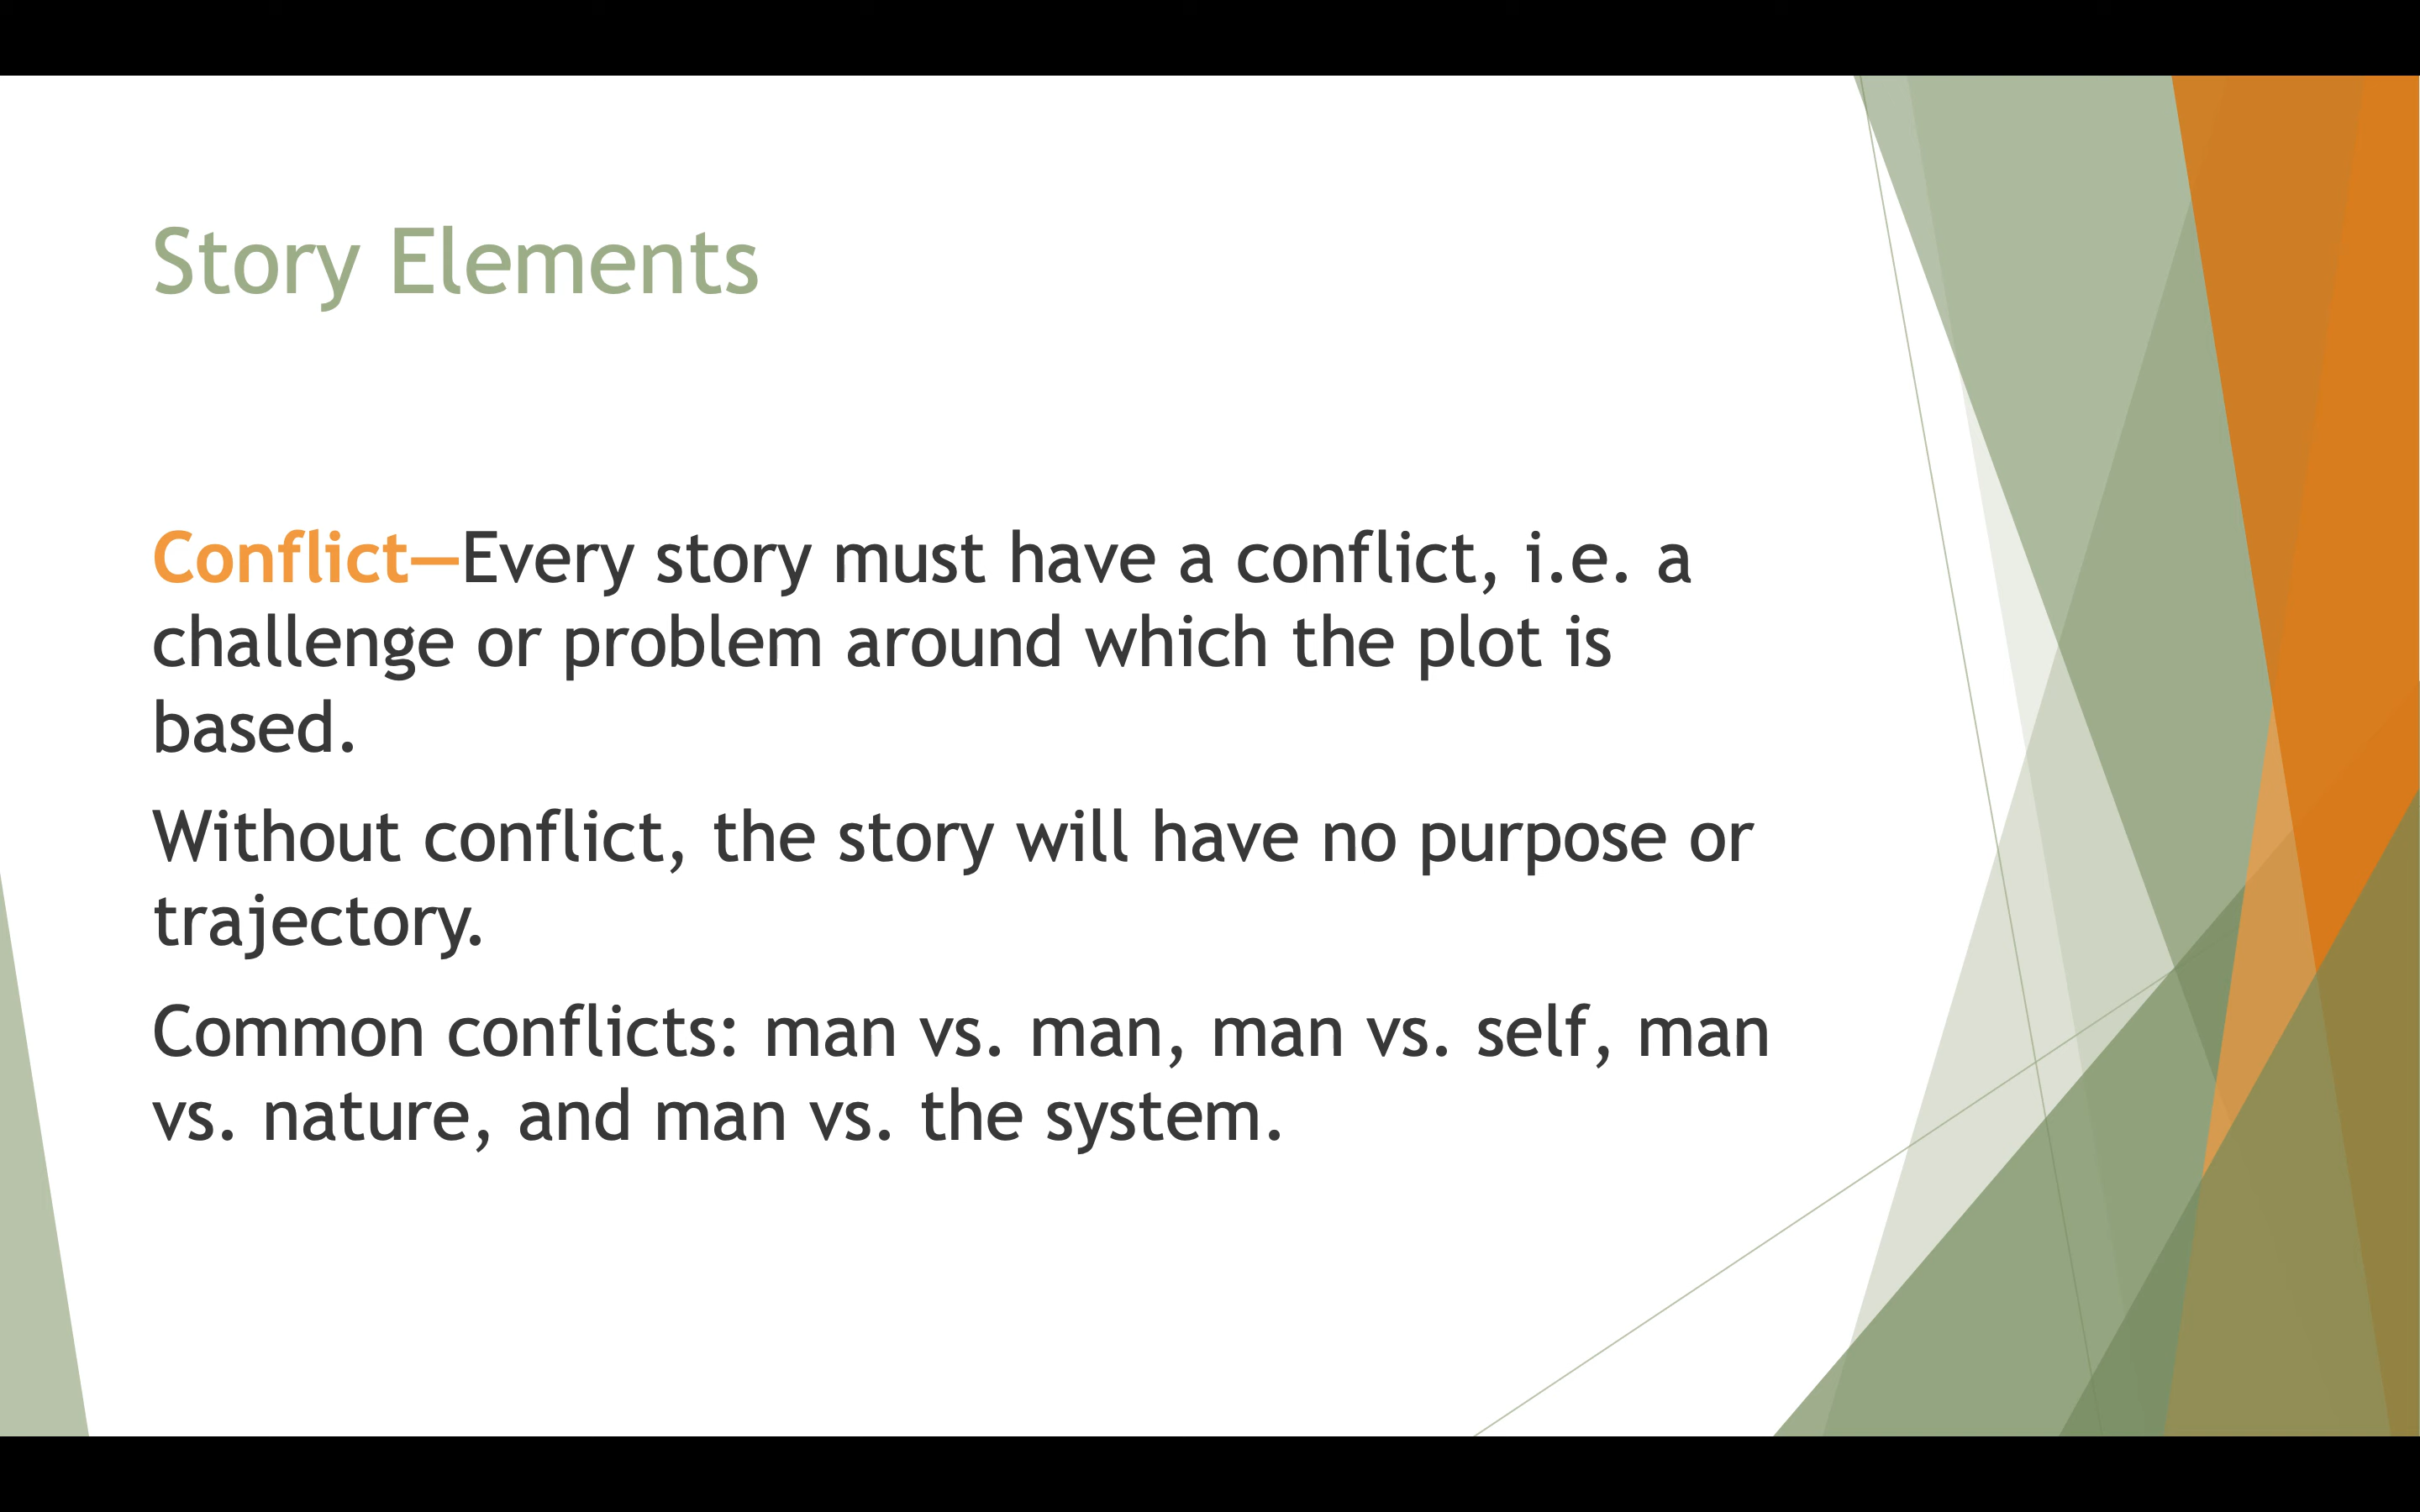 Story Elements
Conflict—Every story must have a conflict, i.e. a
challenge or problem around which the plot is
based.
Without conflict, the story will have no purpose or
trajectory.
Common conflicts: man vs. man, man vs. self, man
vs. nature, and man vs. the system.